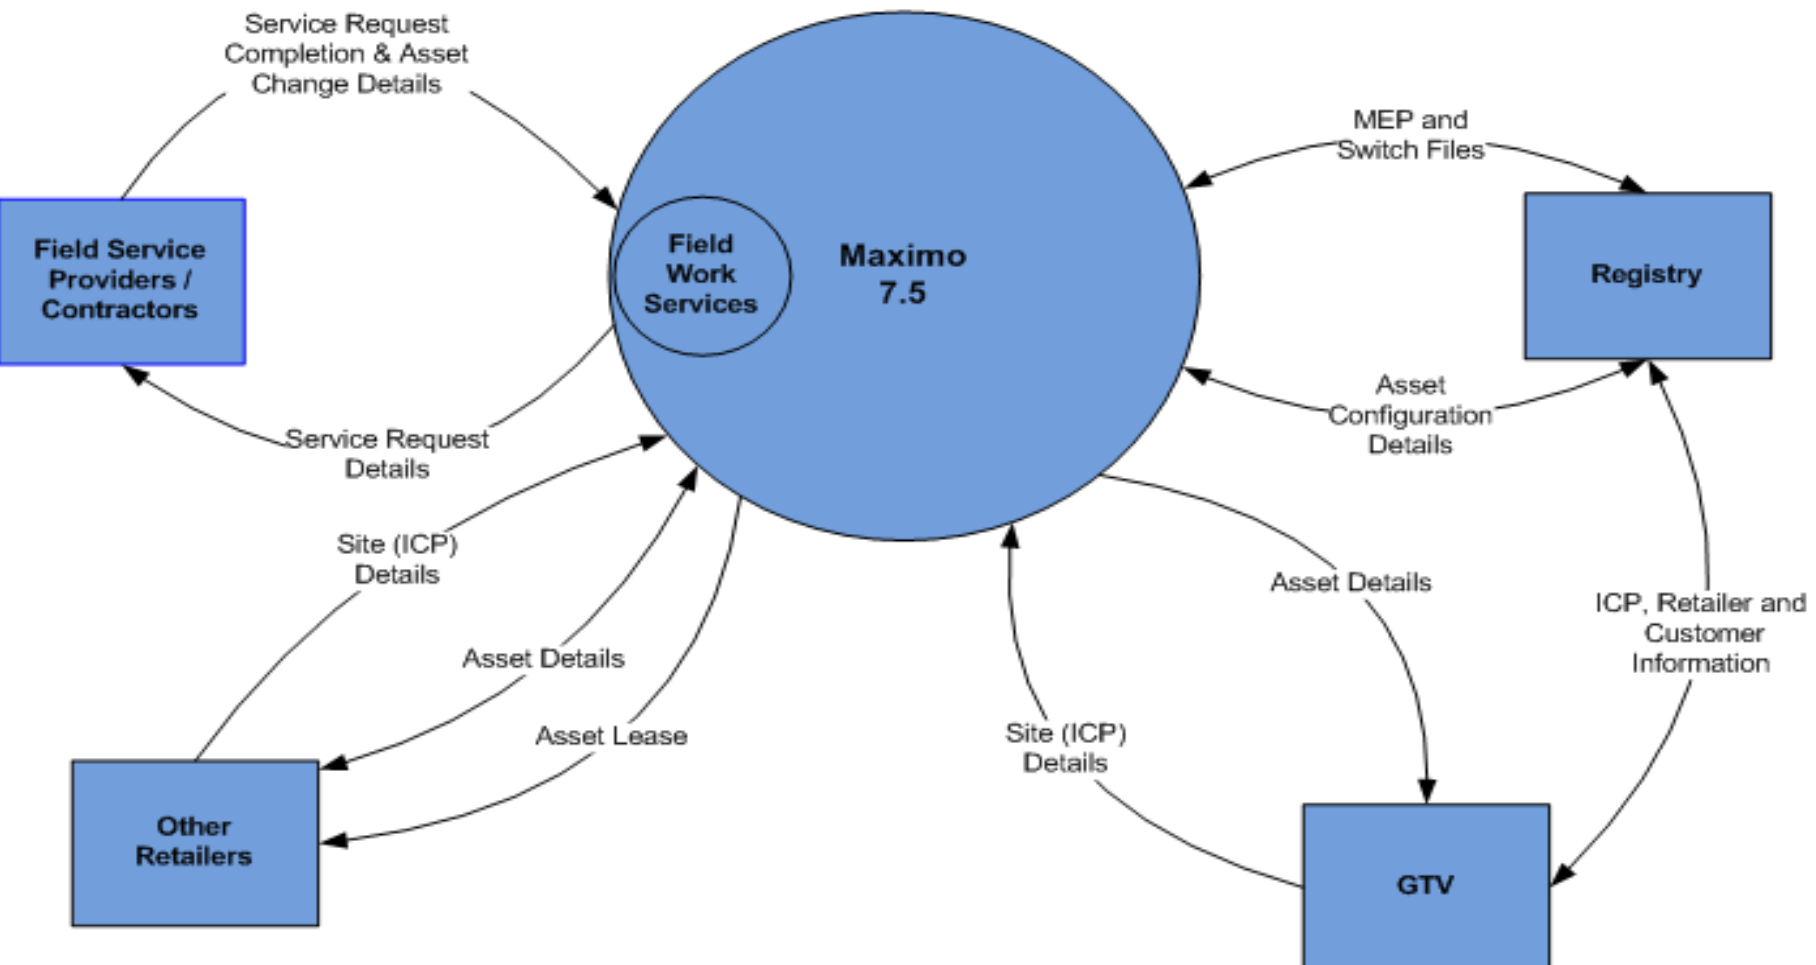 Service Request
Completion & Asset
Change Details
MEP and
Switch Files
Field Service
Providers /
Contractors
Field
Work
Services
Maximo
7.5
Registry
Asset
Configuration
Details
Service Request
Details
Site (ICP)
Details
Asset Details
Asset Details
ICP, Retailer and
Customer
Information
Asset Lease
Site (ICP)
Details
Other
Retailers
GTV